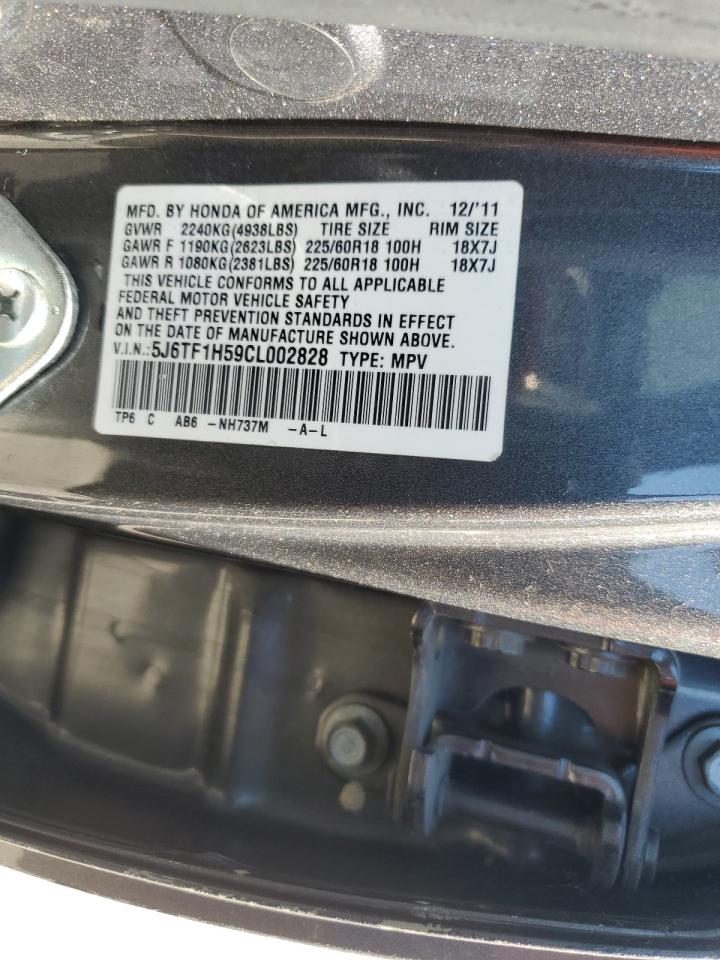 MFD. BY HONDA OF AMERICA MFG., INC. 12/'11
GVWR 2240KG(4938LBS) TIRE SIZE RIM SIZE
GAWR F 1190KG(2623LBS) 225/60R18 100H 18X7J
GAWR R 1080KG(2381LBS) 225/60R18 100H 18X7J
THIS VEHICLE CONFORMS TO ALL APPLICABLE
FEDERAL MOTOR VEHICLE SAFETY
AND THEFT PREVENTION STANDARDS IN EFFECT
ON THE DATE OF MANUFACTURE SHOWN ABOVE.
V.I.N.:5J6TF1H59CL002828 TYPE: MPV
TP6 C AB6 -NH737M -A-L